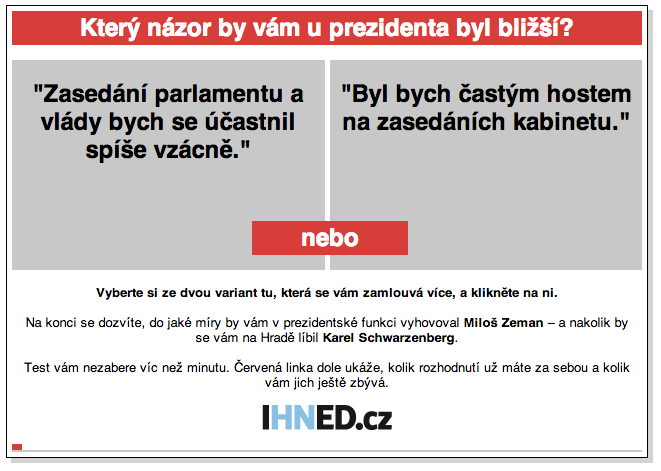 Který názor by vám u prezidenta byl bližší?
"Zasedání parlamentu a
vlády bych se účastnil
spíše vzácně."
"Byl bych častým hostem
na zasedáních kabinetu."
nebo
Vyberte si ze dvou variant tu, která se vám zamlouvá více, a klikněte na ni.
Na konci se dozvíte, do jaké míry by vám v prezidentské funkci vyhovoval Miloš Zeman – a nakolik by
se vám na Hradě líbil Karel Schwarzenberg.
Test vám nezabere víc než minutu. Červená linka dole ukáže, kolik rozhodnutí už máte za sebou a kolik
vám jich ještě zbývá.
IHNED.cz